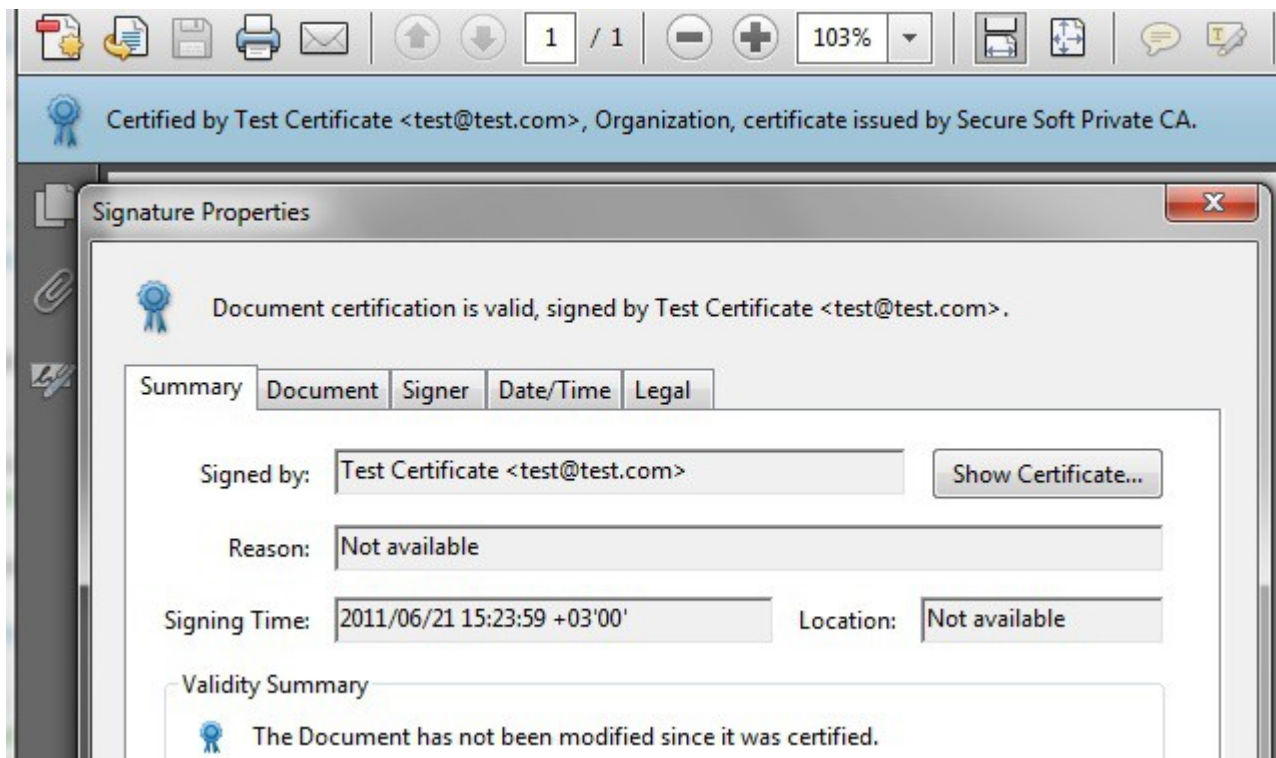 1 / 1 103%
Certified by Test Certificate <test@test.com>, Organization, certificate issued by Secure Soft Private CA.
Signature Properties
Document certification is valid, signed by Test Certificate <test@test.com>.
Summary Document Signer Date/Time Legal
Signed by: Test Certificate <test@test.com> Show Certificate...
Reason: Not available
Signing Time: 2011/06/21 15:23:59 +03'00' Location: Not available
Validity Summary
The Document has not been modified since it was certified.